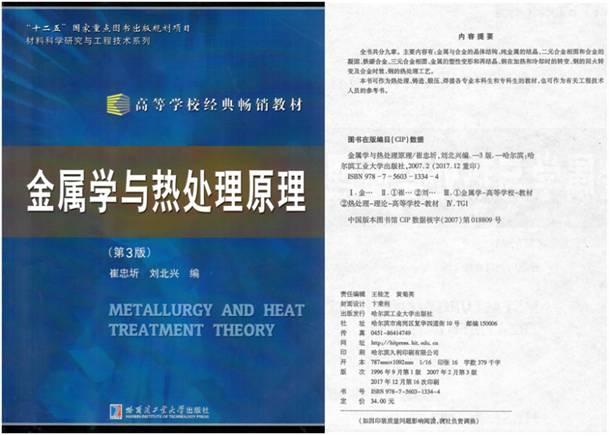 “十二五”国家重点图书出版规划项目
材料科学研究与工程技术系列
高等学校经典畅销教材
金属学与热处理原理
(第3版)
崔忠圻 刘北兴 编
METALLURGY AND HEAT
TREATMENT THEORY
哈尔滨工业大学出版社
内容提要
全书共分九章。主要内容有:金属与合金的晶体结构,纯金属的结晶,二元合金相图和合金的
凝固,铁碳合金,三元合金相图,金属的塑性变形和再结晶,钢在加热和冷却时的转变,钢的回火转
变及合金时效,钢的热处理工艺。
本书可作为热处理、铸造、锻压、焊接各专业本科生和专科生的教材,也可作为有关工程技术
人员的参考书。
图书在版编目(CIP)数据
金属学与热处理原理/崔忠圻,刘北兴编.—3版.—哈尔滨:哈
尔滨工业大学出版社,2007.2(2017.12重印)
ISBN 978-7-5603-1334-4
Ⅰ.金… Ⅱ.①崔…②刘… Ⅲ.①金属学-高等学校-教材
②热处理-理论-高等学校-教材 Ⅳ.TG1
中国版本图书馆CIP数据核字(2007)第018809号
责任编辑 王桂芝 黄菊英
封面设计 卞秉利
出版发行 哈尔滨工业大学出版社
社址 哈尔滨市南岗区复华四道街10号 邮编150006
传真 0451-86414749
网址 http://hitpress.hit.edu.cn
印刷 哈尔滨久利印刷有限公司
开本 787mm×1092mm 1/16 印张16 字数379千字
版次 1996年9月第1版 2007年2月第3版
2017年12月第16次印刷
书号 ISBN 978-7-5603-1334-4
定价 34.00元
(如因印装质量问题影响阅读,我社负责调换)